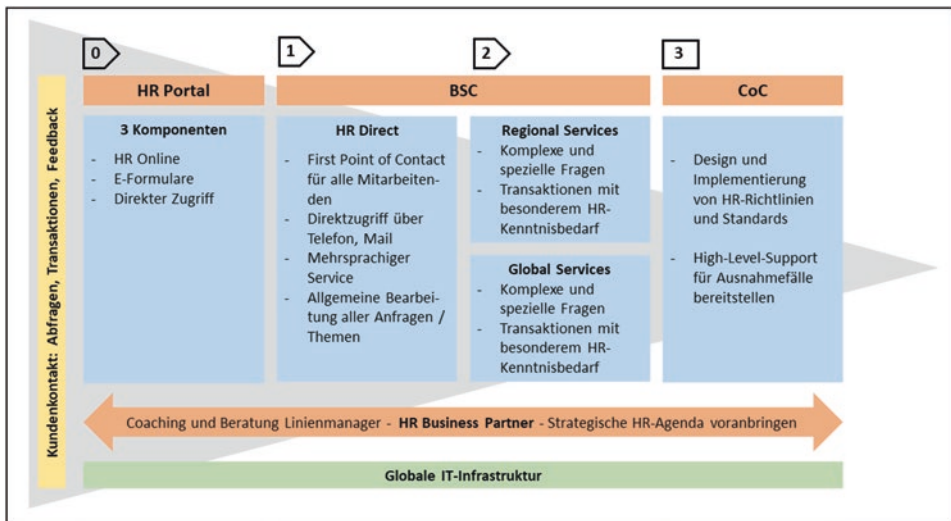 Kundenkontakt: Abfragen, Transaktionen, Feedback
0
1
2
3
HR Portal
BSC
CoC
3 Komponenten
- HR Online
- E-Formulare
- Direkter Zugriff
HR Direct
- First Point of Contact
für alle Mitarbeiten-
den
- Direktzugriff über
Telefon, Mail
- Mehrsprachiger
Service
- Allgemeine Bearbei-
tung aller Anfragen /
Themen
Regional Services
- Komplexe und
spezielle Fragen
- Transaktionen mit
besonderem HR-
Kenntnisbedarf
Global Services
- Komplexe und
spezielle Fragen
- Transaktionen mit
besonderem HR-
Kenntnisbedarf
- Design und
Implementierung
von HR-Richtlinien
und Standards
- High-Level-Support
für Ausnahmefälle
bereitstellen
Coaching und Beratung Linienmanager - HR Business Partner - Strategische HR-Agenda voranbringen
Globale IT-Infrastruktur